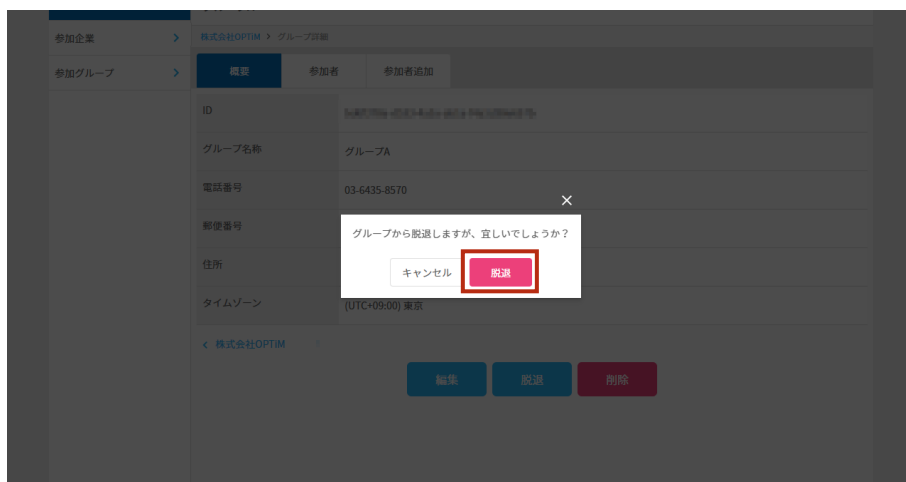 参加企業
参加グループ
株式会社OPTiM > グループ詳細
概要 参加者 参加者追加
ID
グループ名称 グループA
電話番号 03-6435-8570
郵便番号
住所
タイムゾーン (UTC+09:00) 東京
グループから脱退しますが、宜しいでしょうか？
キャンセル 脱退
株式会社OPTiM
編集 脱退 削除